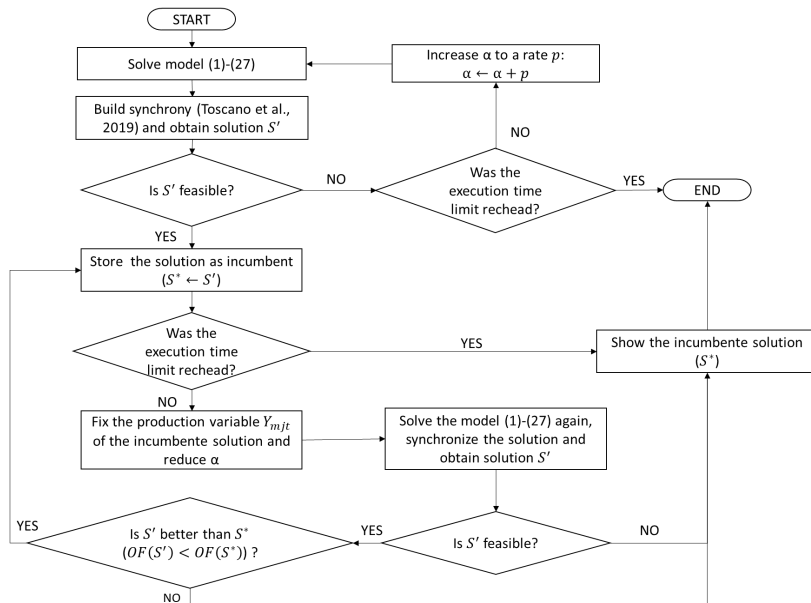 START
Solve model (1)-(27)
Increase α to a rate p:
α ← α + p
Build synchrony (Toscano et al.,
2019) and obtain solution S′
NO
Is S′ feasible?
NO
Was the
execution time
limit rechead?
YES
END
YES
Store the solution as incumbent
(S* ← S′)
Was the
execution time
limit rechead?
YES
Show the incumbente solution
(S*)
NO
Fix the production variable Y_mjt
of the incumbente solution and
reduce α
Solve the model (1)-(27) again,
synchronize the solution and
obtain solution S′
YES
Is S′ better than S*
(OF(S′) < OF(S*)) ?
YES
Is S′ feasible?
NO
NO